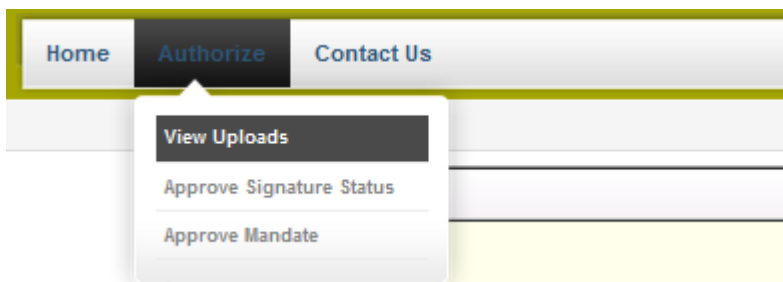 Home Authorize Contact Us
View Uploads
Approve Signature Status
Approve Mandate